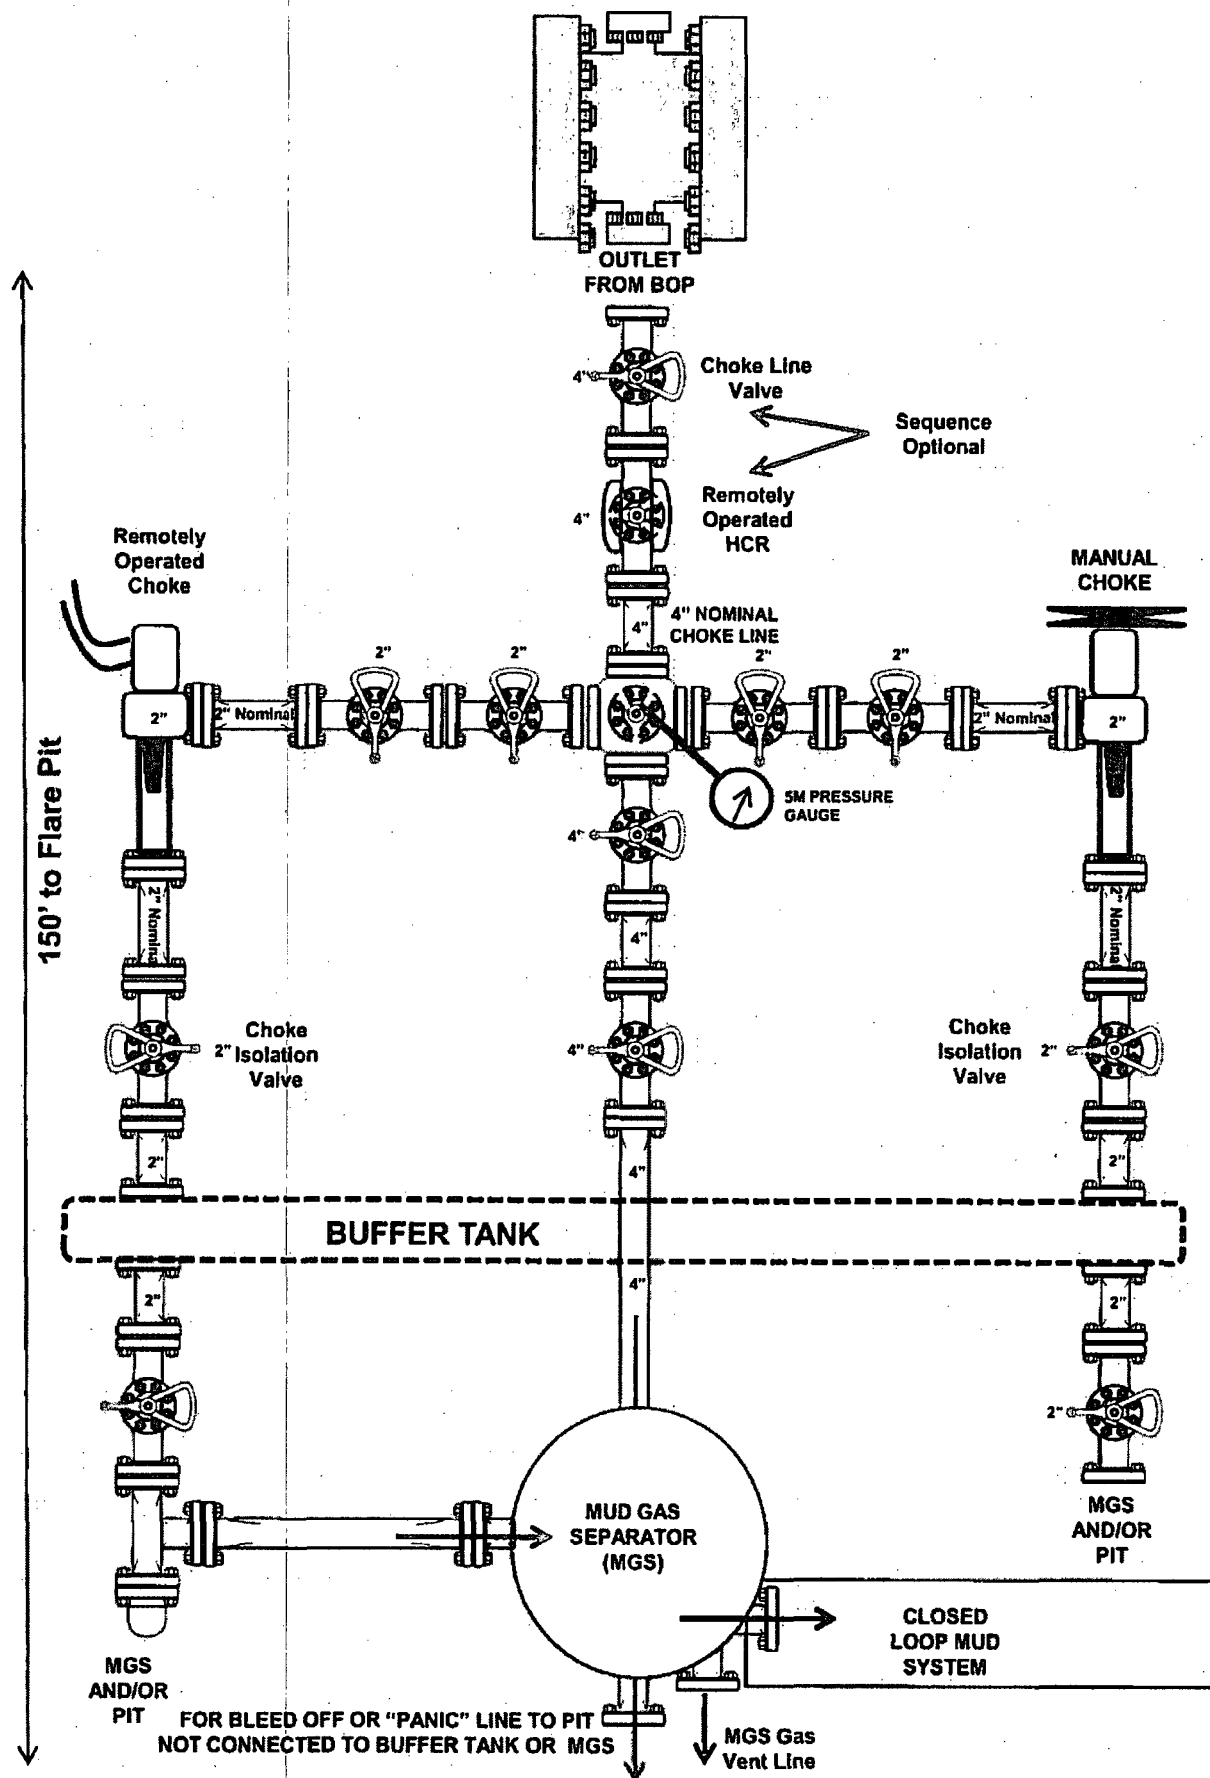 OUTLET
FROM BOP
4"
Choke Line
Valve
Sequence
Optional
4"
Remotely
Operated
HCR
Remotely
Operated
Choke
MANUAL
CHOKE
4"
4" NOMINAL
CHOKE LINE
2"
2"
2"
2"
2"
2" Nominal
2" Nominal
2"
5M PRESSURE
GAUGE
4"
150' to Flare Pit
2" Nominal
4"
2" Nominal
2"
Choke
Isolation
Valve
4"
Choke
Isolation
Valve
2"
2"
4"
2"
BUFFER TANK
2"
4"
2"
2"
MUD GAS
SEPARATOR
(MGS)
MGS
AND/OR
PIT
CLOSED
LOOP MUD
SYSTEM
MGS
AND/OR
PIT
FOR BLEED OFF OR "PANIC" LINE TO PIT
NOT CONNECTED TO BUFFER TANK OR MGS
MGS Gas
Vent Line